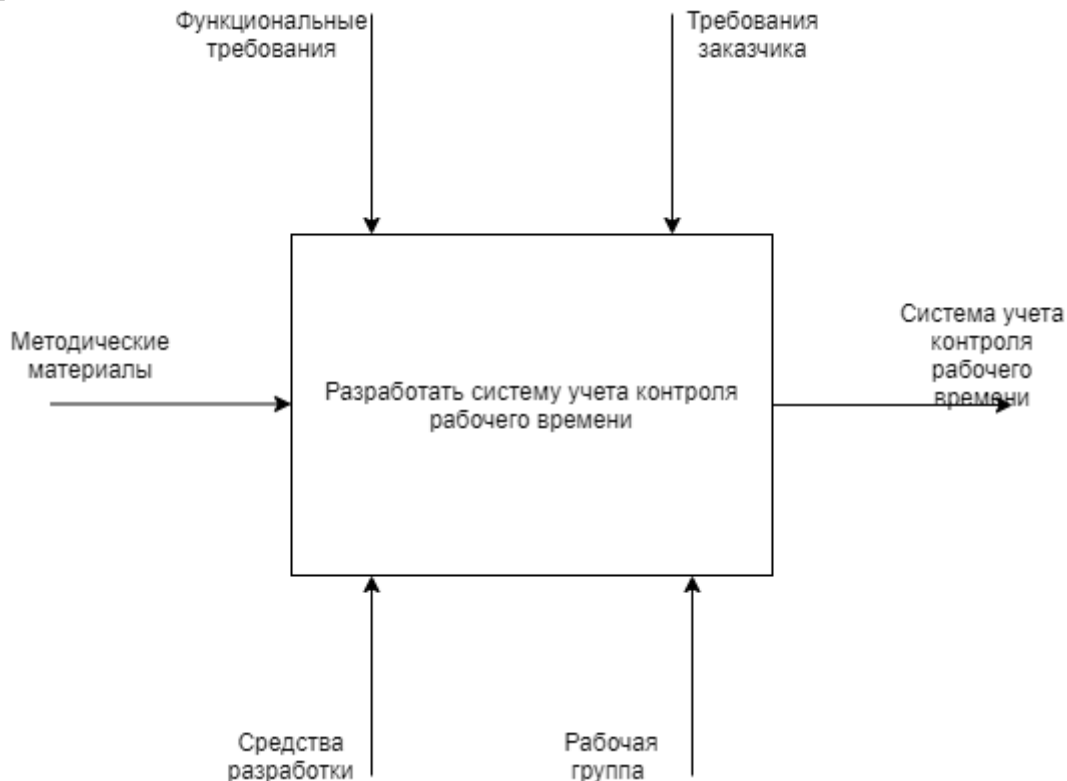 Функциональные
требования
Требования
заказчика
Методические
материалы
Разработать систему учета контроля
рабочего времени
Система учета
контроля
рабочего
времени
Средства
разработки
Рабочая
группа